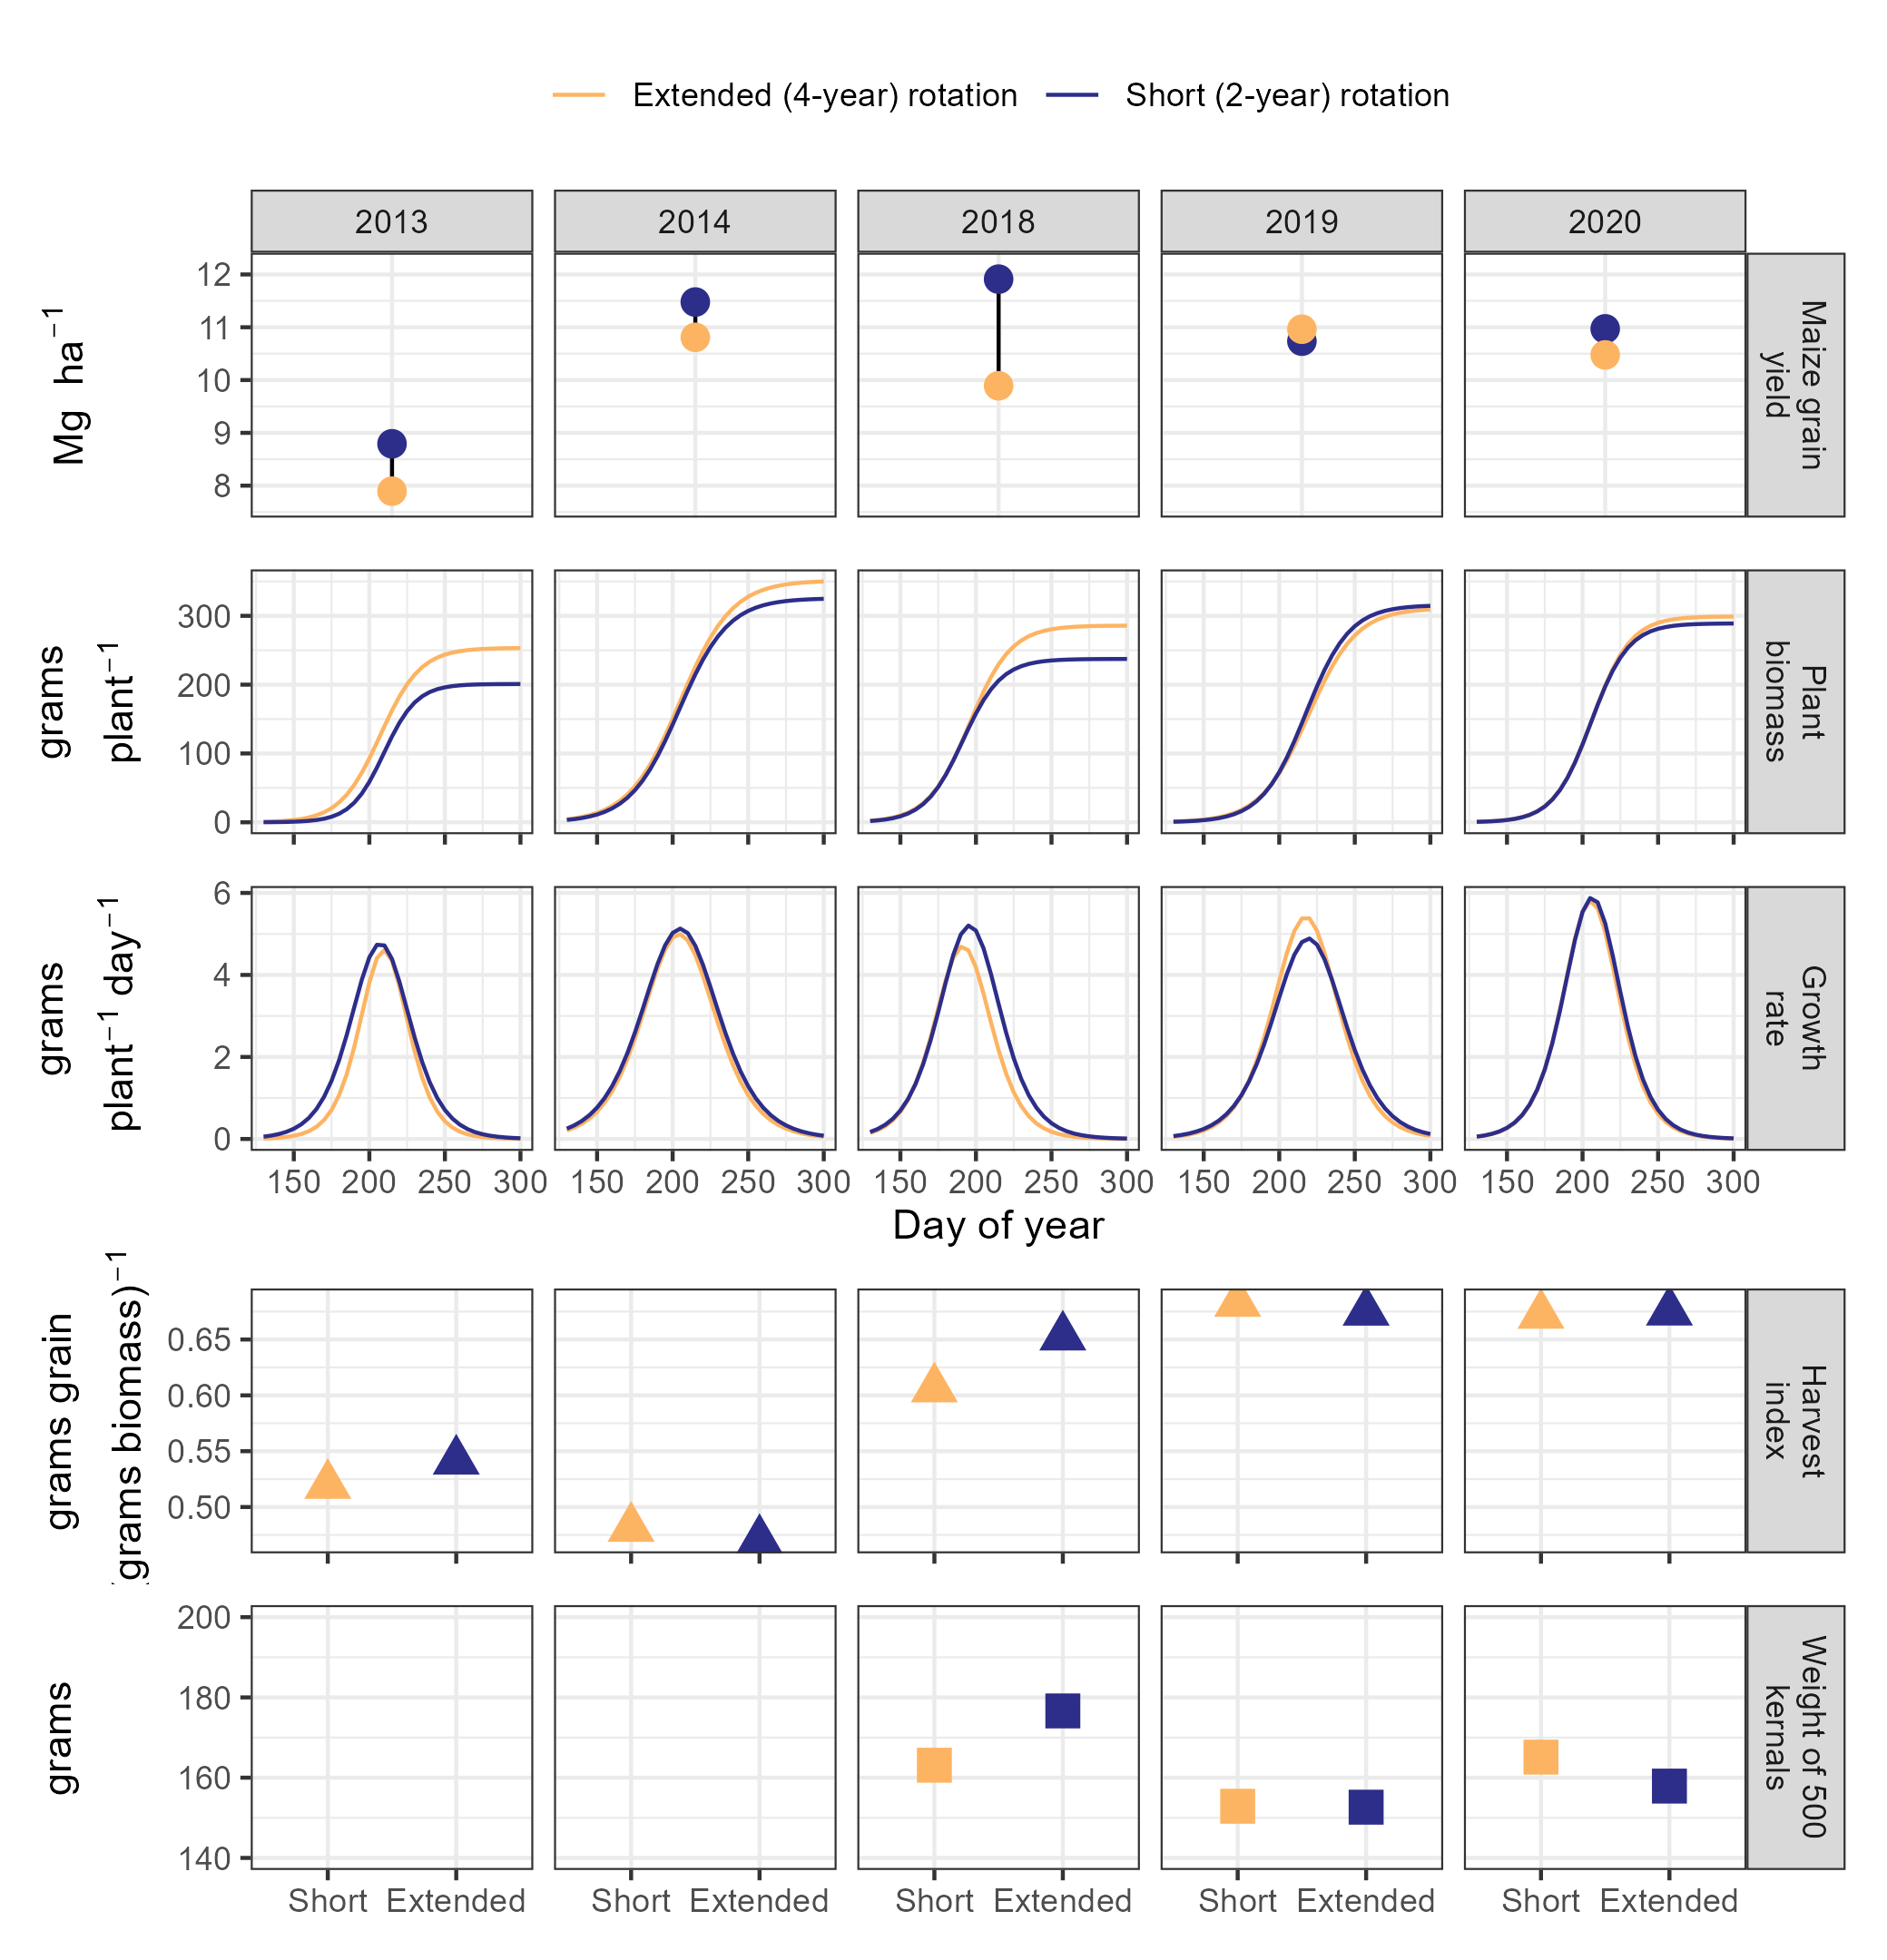 Extended (4-year) rotation Short (2-year) rotation
2013 2014 2018 2019 2020
Mg ha⁻¹
12
11
10
9
8
Maize grain
yield
grams
plant⁻¹
300
200
100
0
Plant
biomass
grams
plant⁻¹ day⁻¹
6
4
2
0
Growth
rate
150 200 250 300 150 200 250 300 150 200 250 300 150 200 250 300 150 200 250 300
Day of year
grams grain
(grams biomass)⁻¹
0.65
0.60
0.55
0.50
Harvest
index
grams
200
180
160
140
Weight of 500
kernals
Short Extended Short Extended Short Extended Short Extended Short Extended